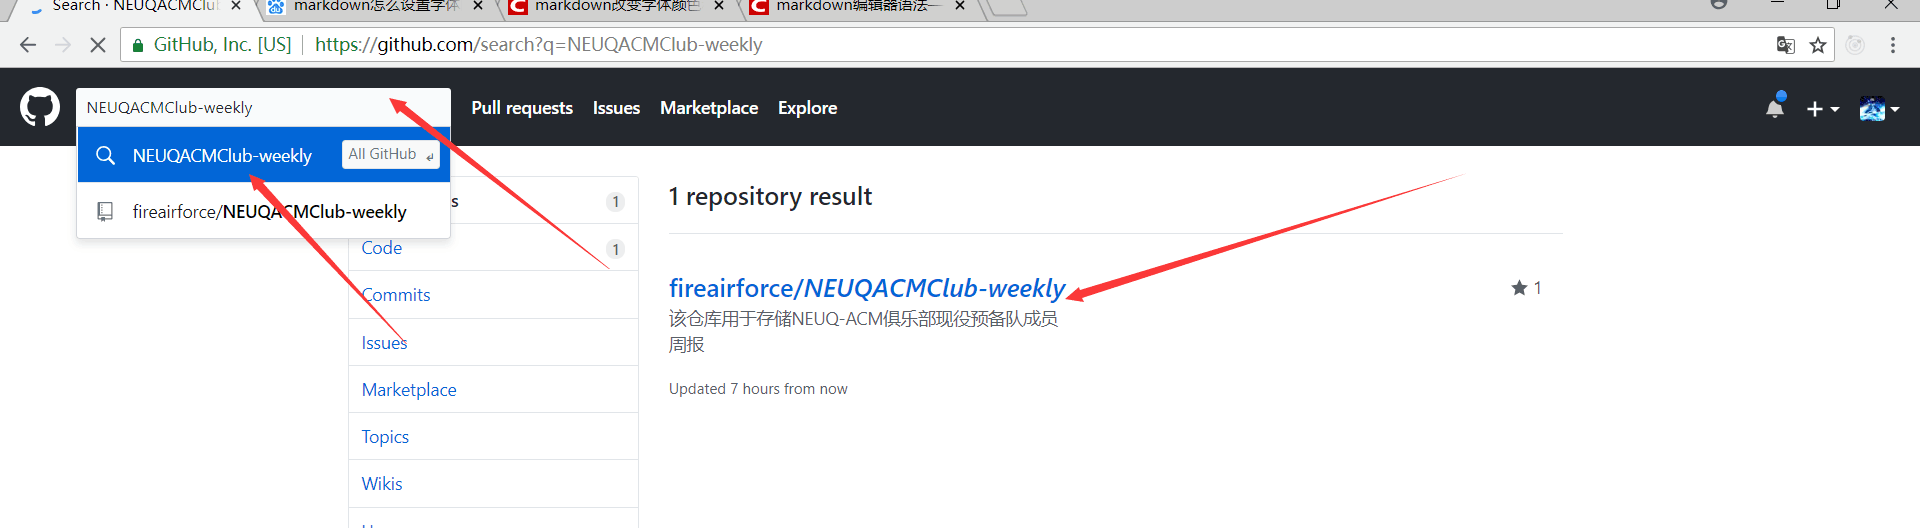 Search · NEUQACMClub
markdown怎么设置字体
markdown改变字体颜色
markdown编辑器语法—
GitHub, Inc. [US]
https://github.com/search?q=NEUQACMClub-weekly
NEUQACMClub-weekly
Pull requests
Issues
Marketplace
Explore
NEUQACMClub-weekly
All GitHub
fireairforce/NEUQACMClub-weekly
s
1
Code
1
Commits
Issues
Marketplace
Topics
Wikis
1 repository result
fireairforce/NEUQACMClub-weekly
1
该仓库用于存储NEUQ-ACM俱乐部现役预备队成员
周报
Updated 7 hours from now